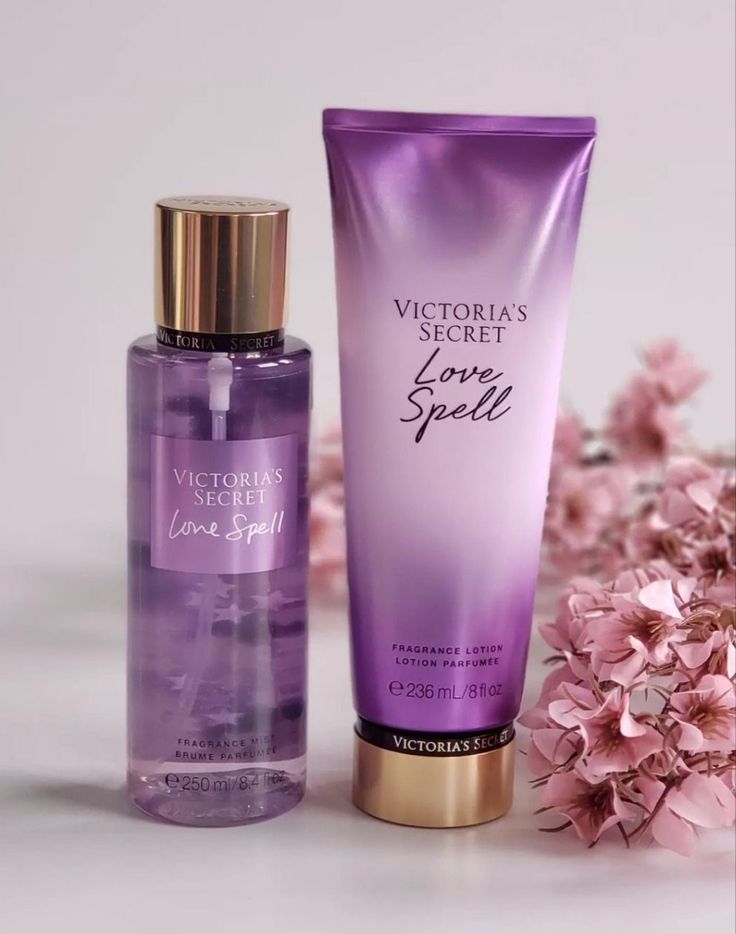 VICTORIA SECRET
VICTORIA'S
SECRET
Love Spell
FRAGRANCE MIST
BRUME PARFUMÉE
℮ 250 ml/8.4 fl oz
VICTORIA'S
SECRET
Love
Spell
FRAGRANCE LOTION
LOTION PARFUMÉE
℮ 236 mL/8 fl oz
VICTORIA'S SECRET